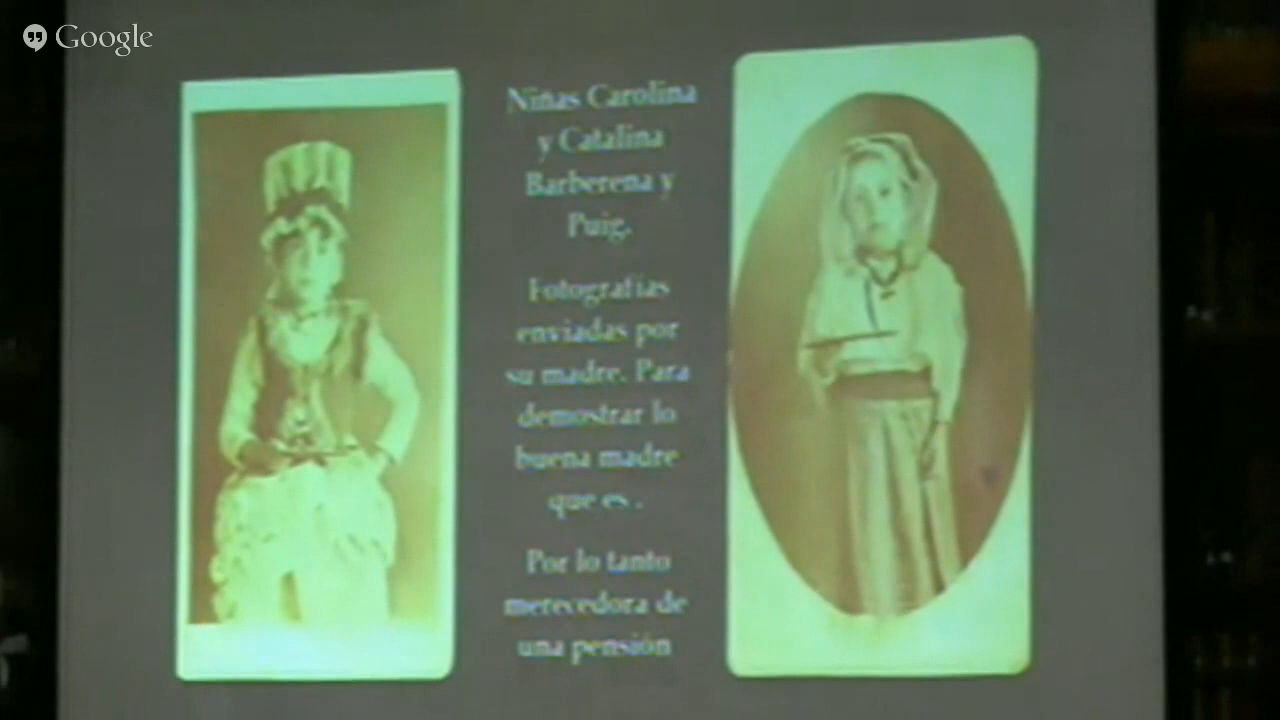 Google
Niñas Carolina
y Catalina
Barberena y
Puig.
Fotografías
enviadas por
su madre. Para
demostrar lo
buena madre
que es .
Por lo tanto
merecedora de
una pensión